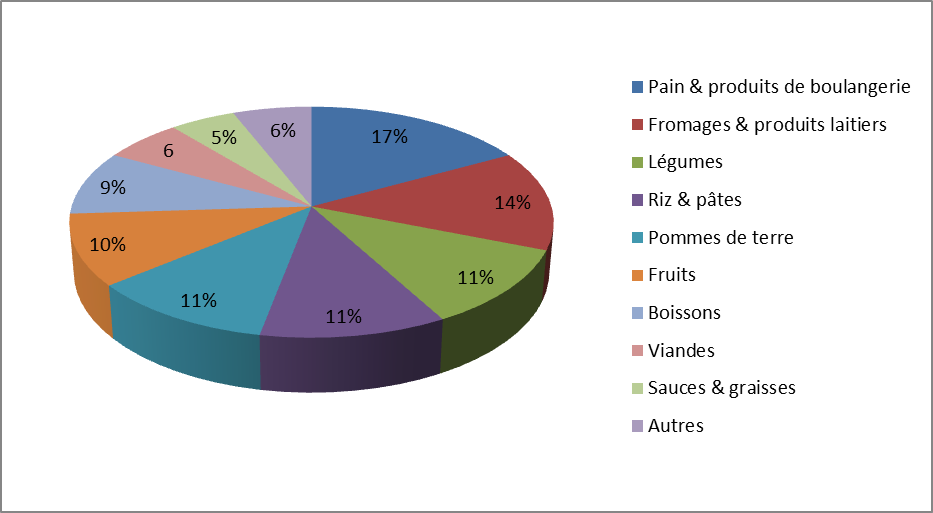 17%
14%
11%
11%
11%
10%
9%
6
5%
6%
Pain & produits de boulangerie
Fromages & produits laitiers
Légumes
Riz & pâtes
Pommes de terre
Fruits
Boissons
Viandes
Sauces & graisses
Autres